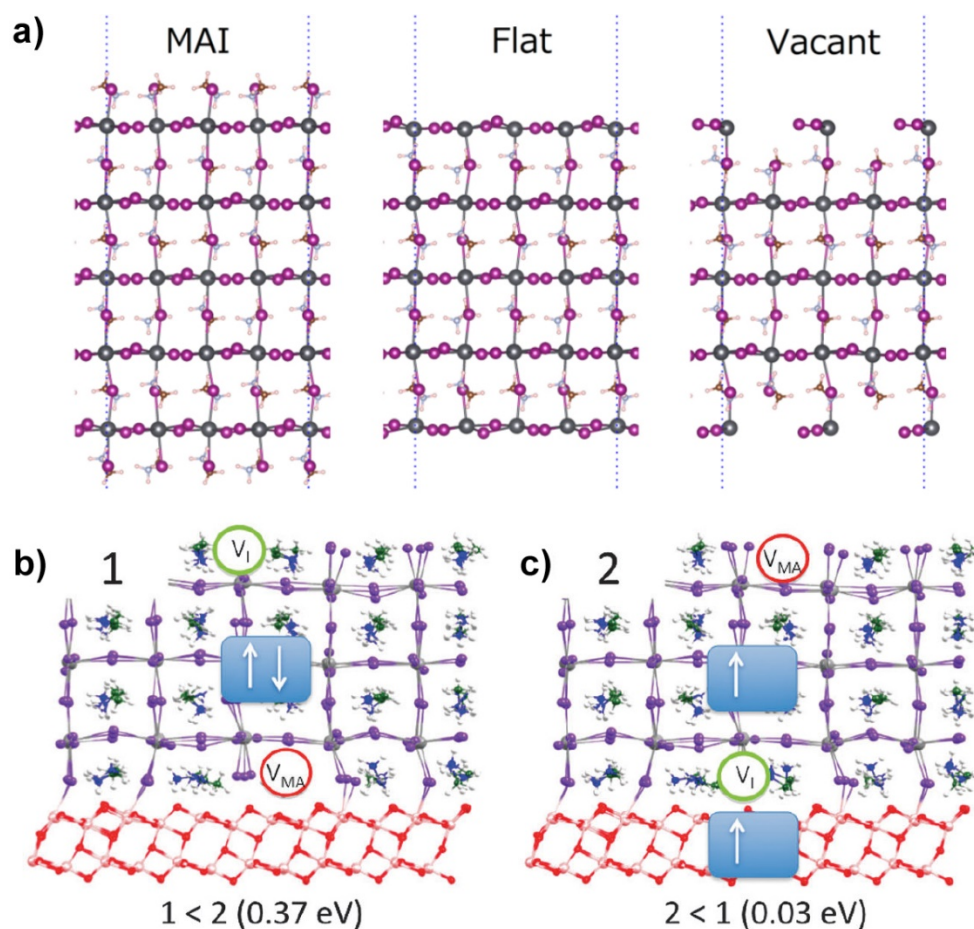 a)
MAI Flat Vacant
b) 1 V_I
V_MA
1 < 2 (0.37 eV)
c) 2 V_MA
V_I
2 < 1 (0.03 eV)